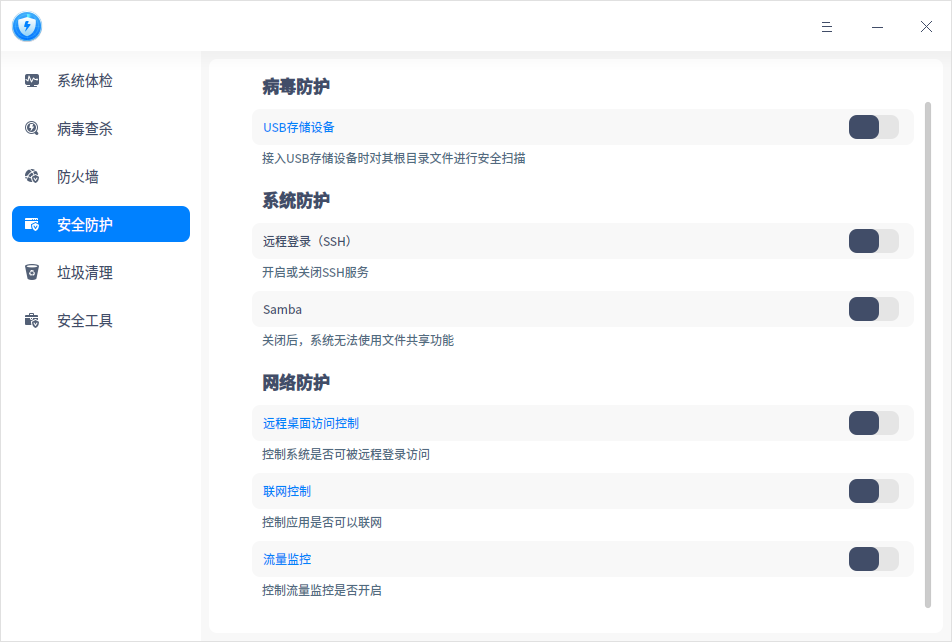 系统体检
病毒查杀
防火墙
安全防护
垃圾清理
安全工具
病毒防护
USB存储设备
接入USB存储设备时对其根目录文件进行安全扫描
系统防护
远程登录（SSH）
开启或关闭SSH服务
Samba
关闭后，系统无法使用文件共享功能
网络防护
远程桌面访问控制
控制系统是否可被远程登录访问
联网控制
控制应用是否可以联网
流量监控
控制流量监控是否开启